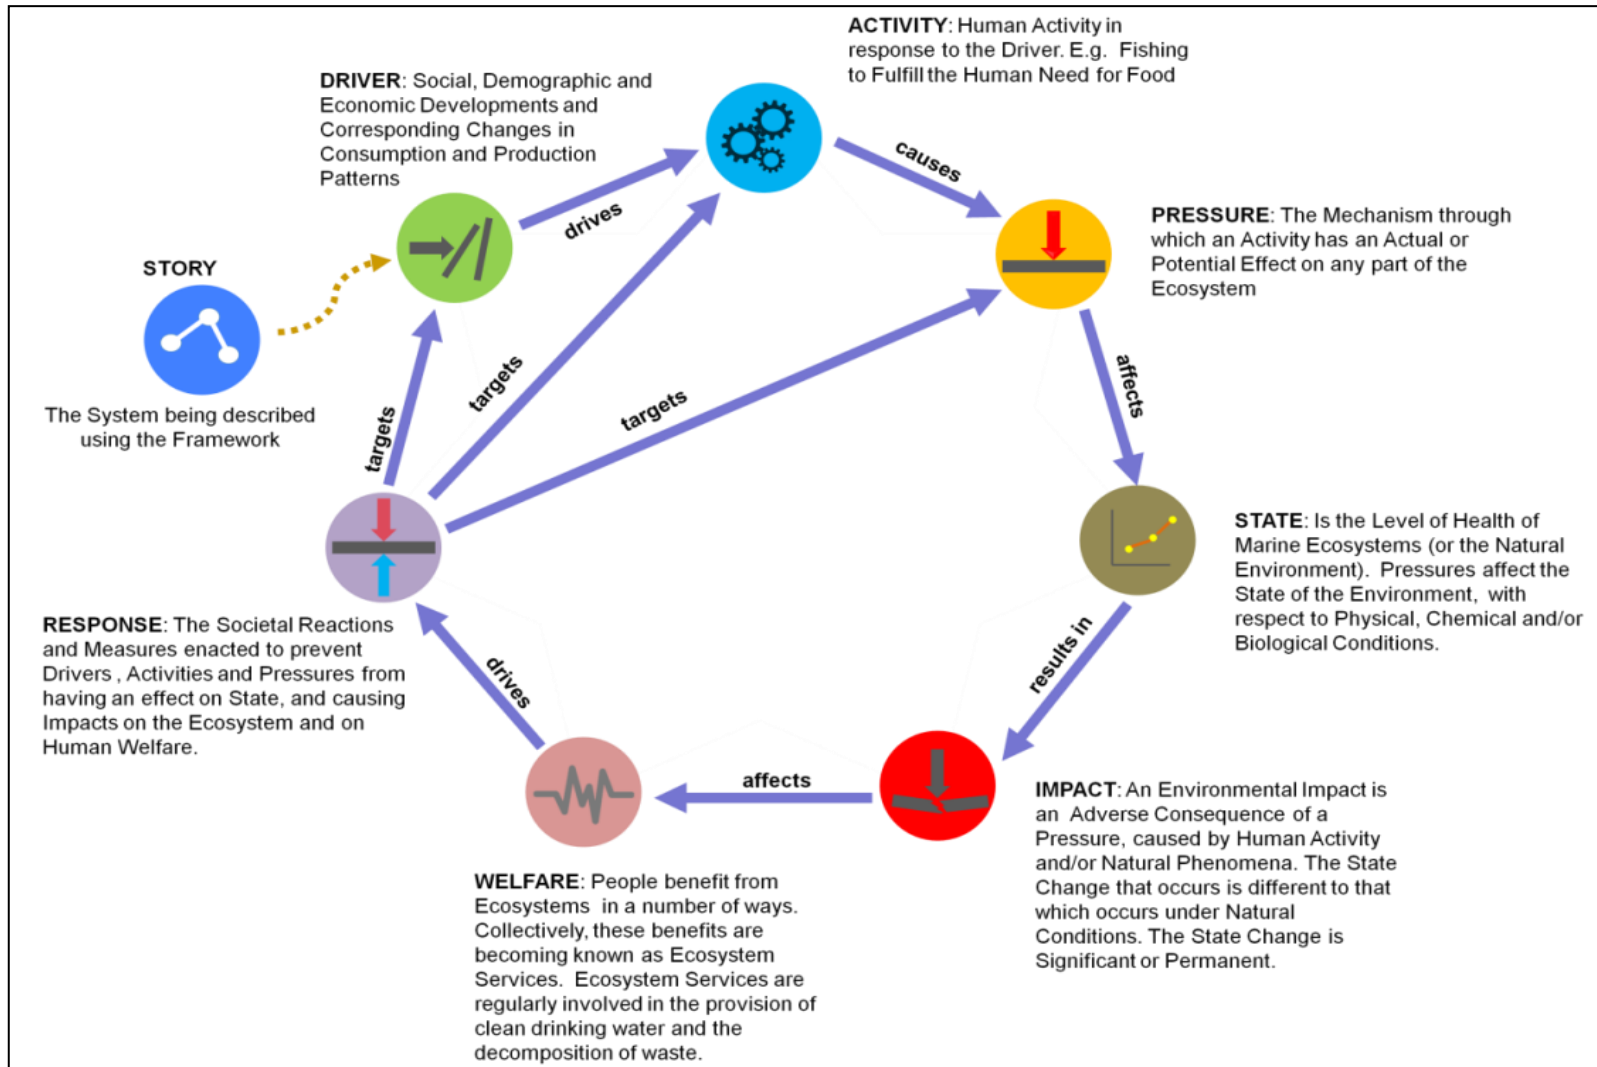 ACTIVITY: Human Activity in
response to the Driver. E.g. Fishing
to Fulfill the Human Need for Food
DRIVER: Social, Demographic and
Economic Developments and
Corresponding Changes in
Consumption and Production
Patterns
drives
causes
PRESSURE: The Mechanism through
which an Activity has an Actual or
Potential Effect on any part of the
Ecosystem
STORY
The System being described
using the Framework
targets
targets
targets
affects
STATE: Is the Level of Health of
Marine Ecosystems (or the Natural
Environment). Pressures affect the
State of the Environment, with
respect to Physical, Chemical and/or
Biological Conditions.
RESPONSE: The Societal Reactions
and Measures enacted to prevent
Drivers , Activities and Pressures from
having an effect on State, and causing
Impacts on the Ecosystem and on
Human Welfare.
drives
results in
affects
IMPACT: An Environmental Impact is
an Adverse Consequence of a
Pressure, caused by Human Activity
and/or Natural Phenomena. The State
Change that occurs is different to that
which occurs under Natural
Conditions. The State Change is
Significant or Permanent.
WELFARE: People benefit from
Ecosystems in a number of ways.
Collectively, these benefits are
becoming known as Ecosystem
Services. Ecosystem Services are
regularly involved in the provision of
clean drinking water and the
decomposition of waste.